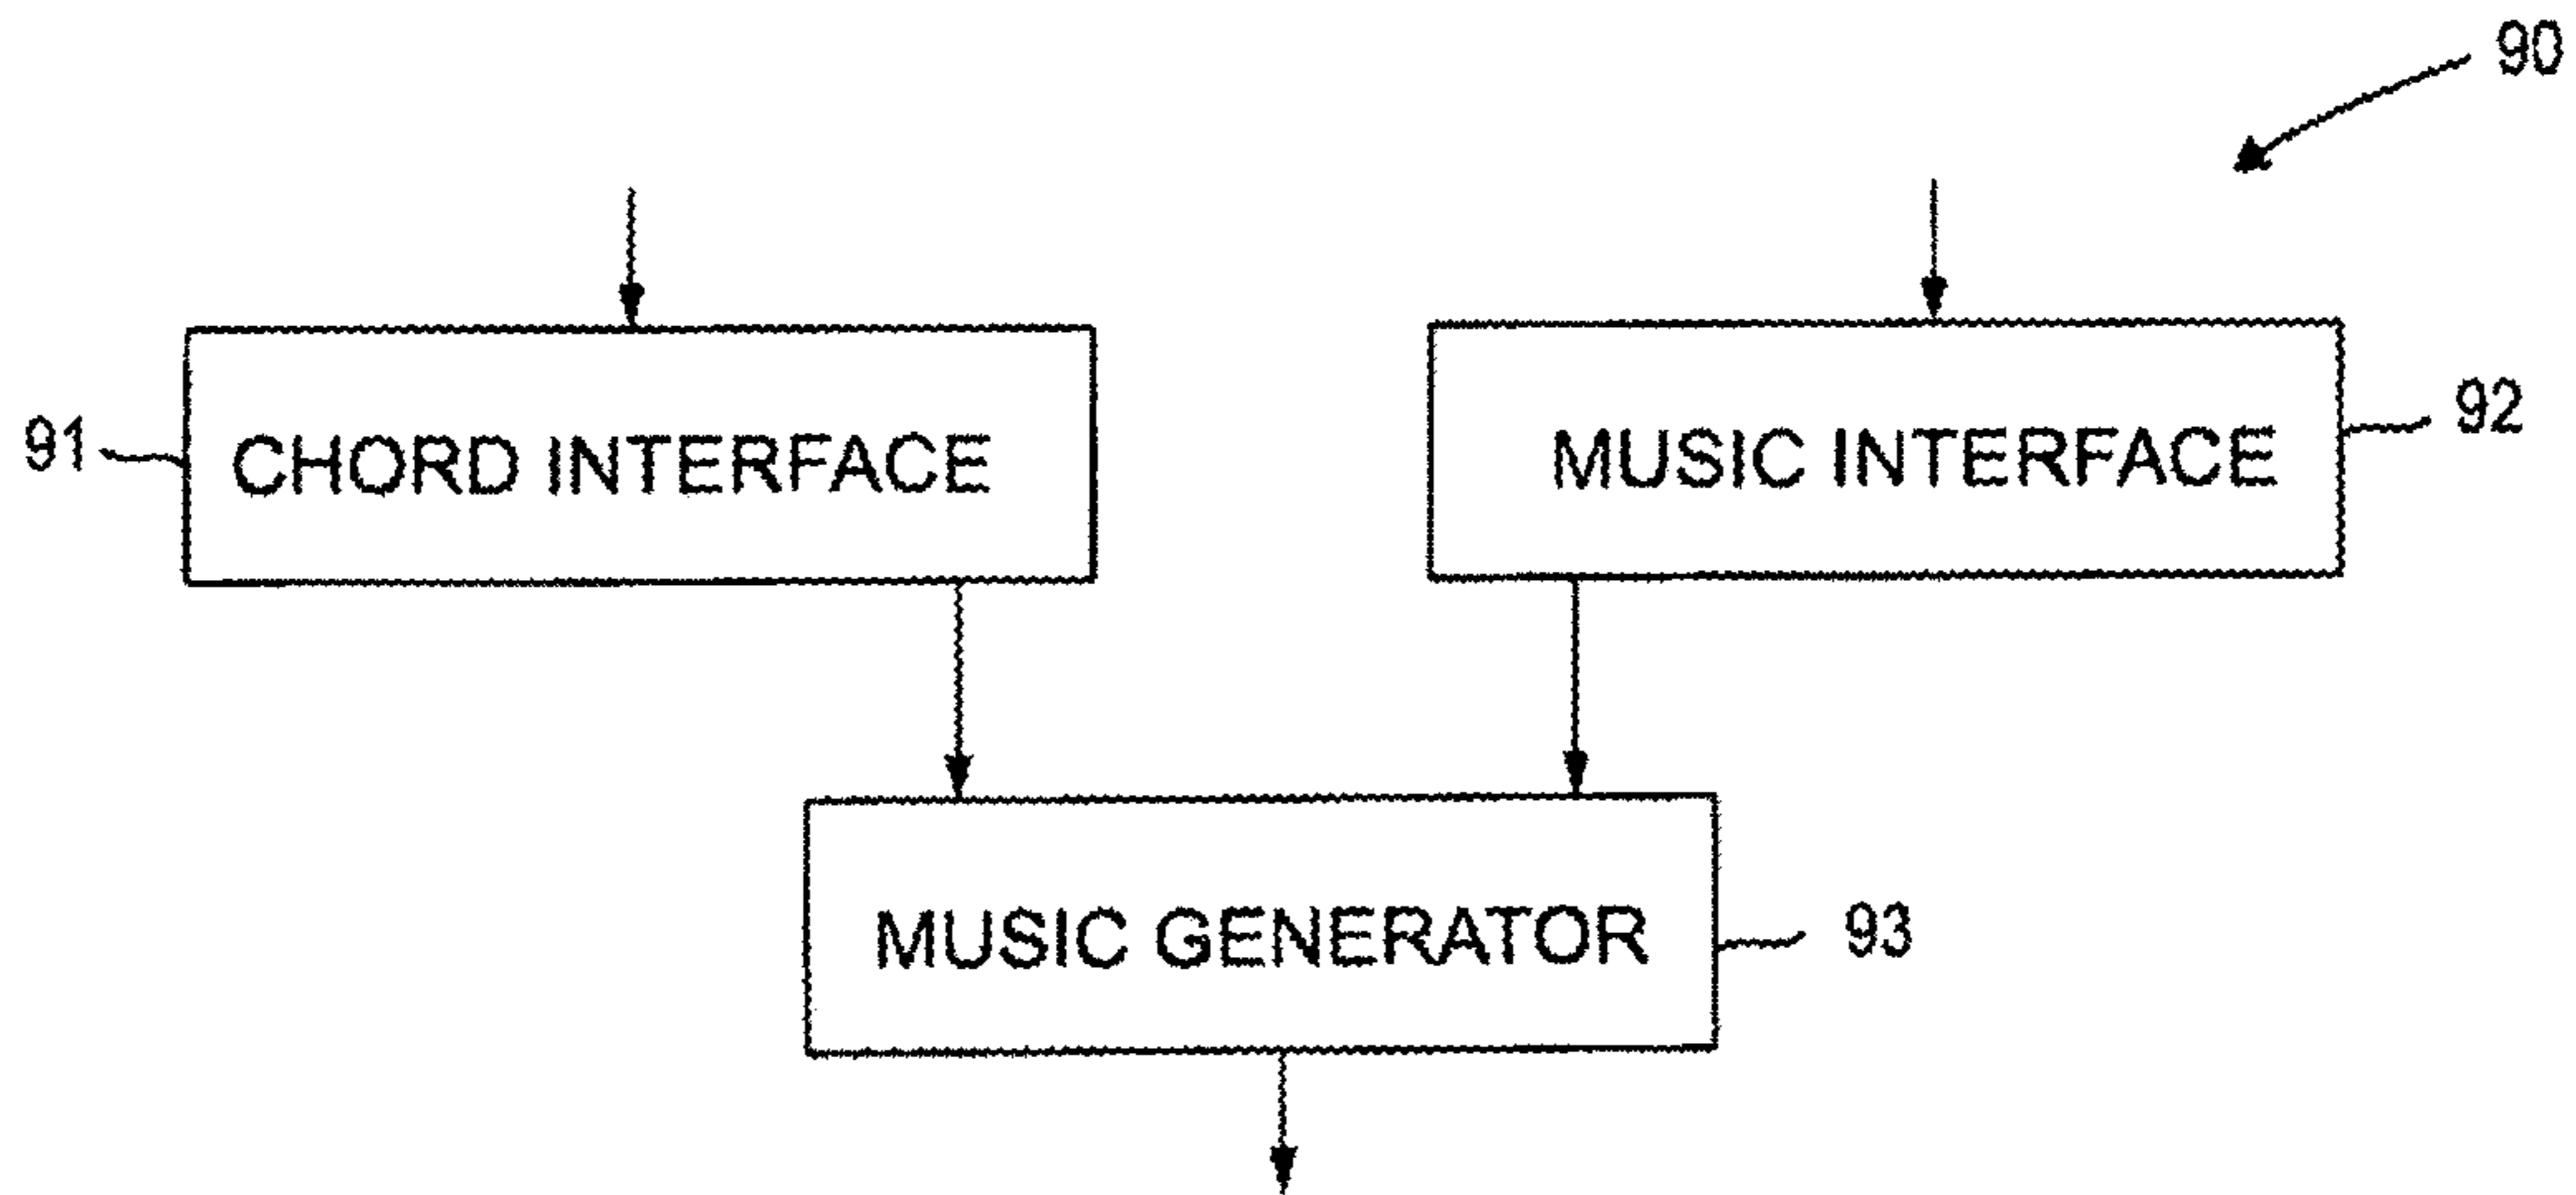 90
91
CHORD INTERFACE
MUSIC INTERFACE
92
MUSIC GENERATOR
93